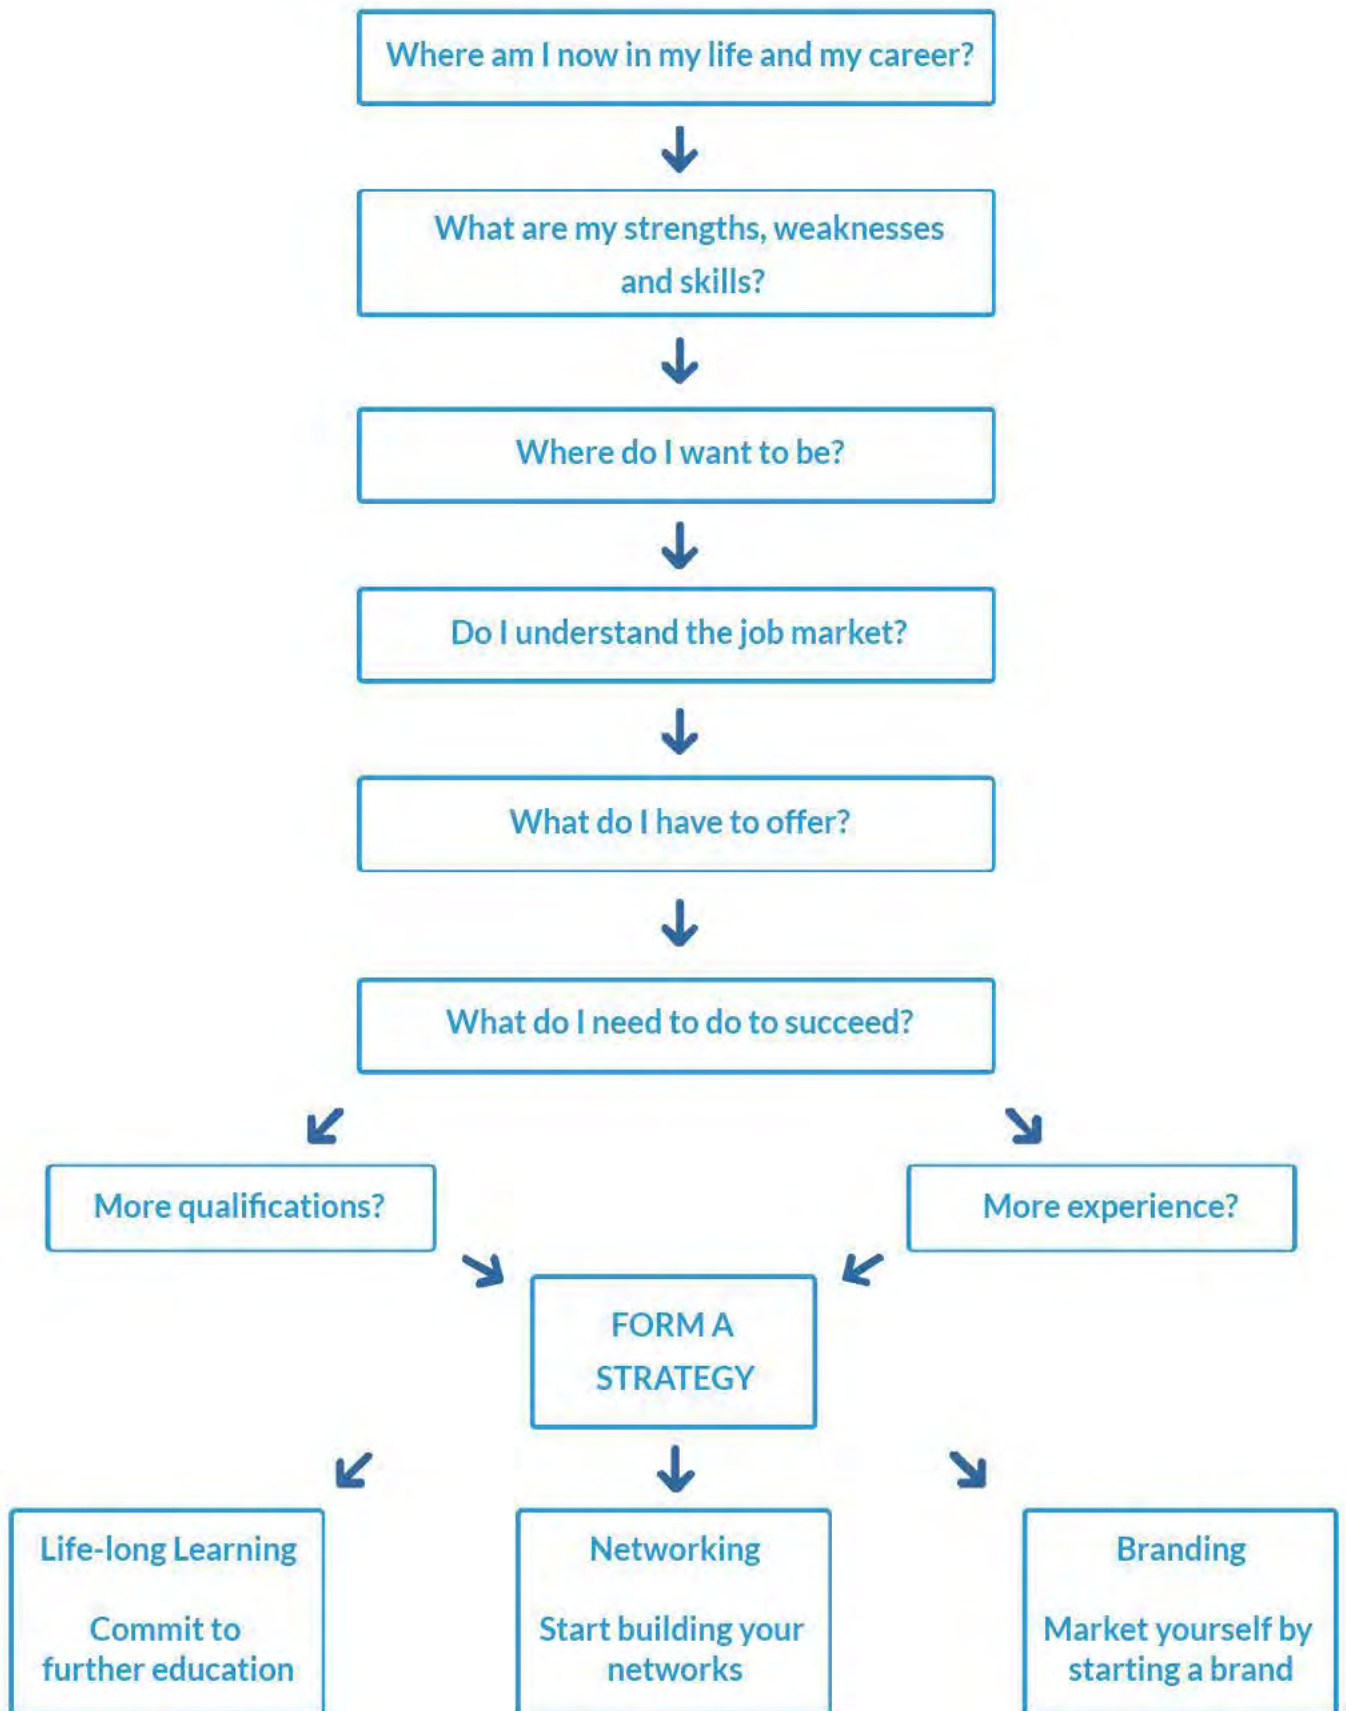 Where am I now in my life and my career?
What are my strengths, weaknesses
and skills?
Where do I want to be?
Do I understand the job market?
What do I have to offer?
What do I need to do to succeed?
More qualifications?
More experience?
FORM A
STRATEGY
Life-long Learning
Commit to
further education
Networking
Start building your
networks
Branding
Market yourself by
starting a brand